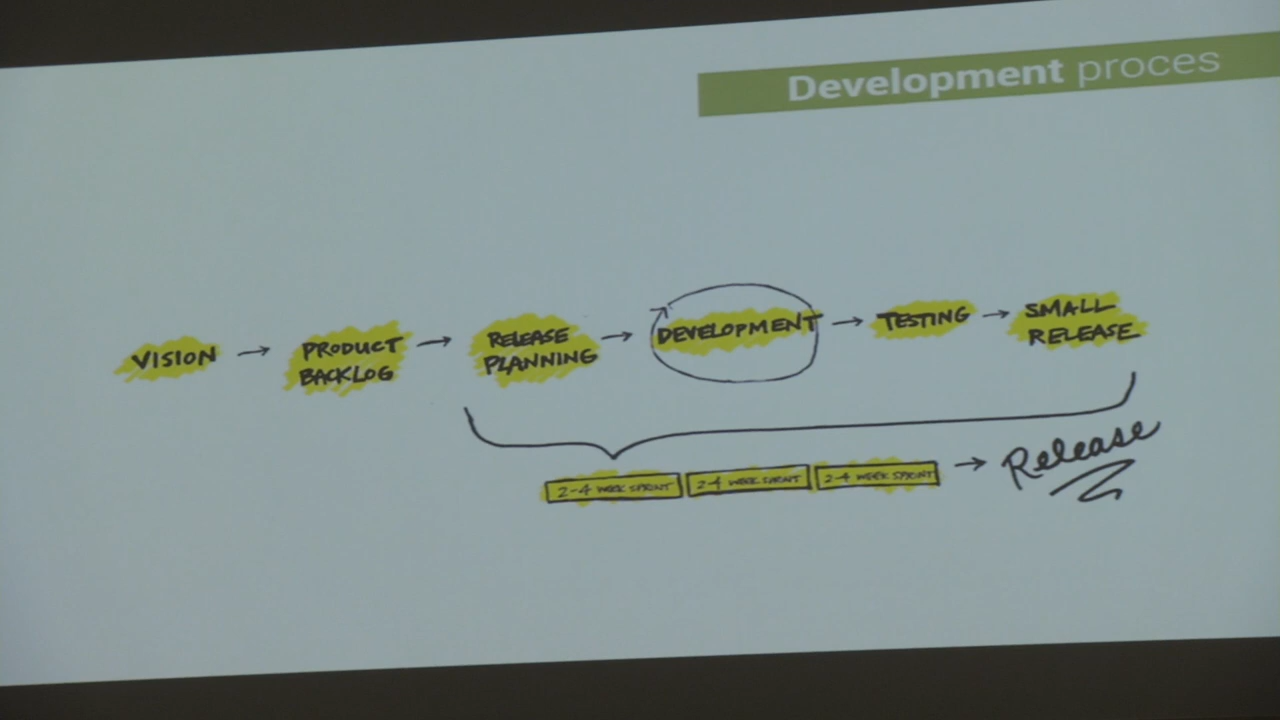 Development proces
VISION → PRODUCT BACKLOG → RELEASE PLANNING → DEVELOPMENT → TESTING → SMALL RELEASE
2-4 WEEK SPRINT 2-4 WEEK SPRINT 2-4 WEEK SPRINT → Release